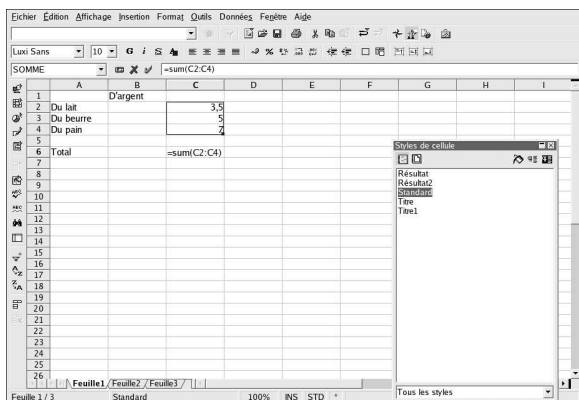 Fichier Édition Affichage Insertion Format Outils Données Fenêtre Aide
Luxi Sans 10 G i S A
SOMME =sum(C2:C4)
A B C D E F G H I
1 D'argent
2 Du lait 3,5
3 Du beurre 5
4 Du pain 7
5
6 Total =sum(C2:C4)
7
8
9
10
11
12
13
14
15
16
17
18
19
20
21
22
23
24
25
26
Styles de cellule
Résultat
Résultat2
Standard
Titre
Titre1
Tous les styles
Feuille1 Feuille2 Feuille3
Feuille 1 / 3 Standard 100% INS STD *